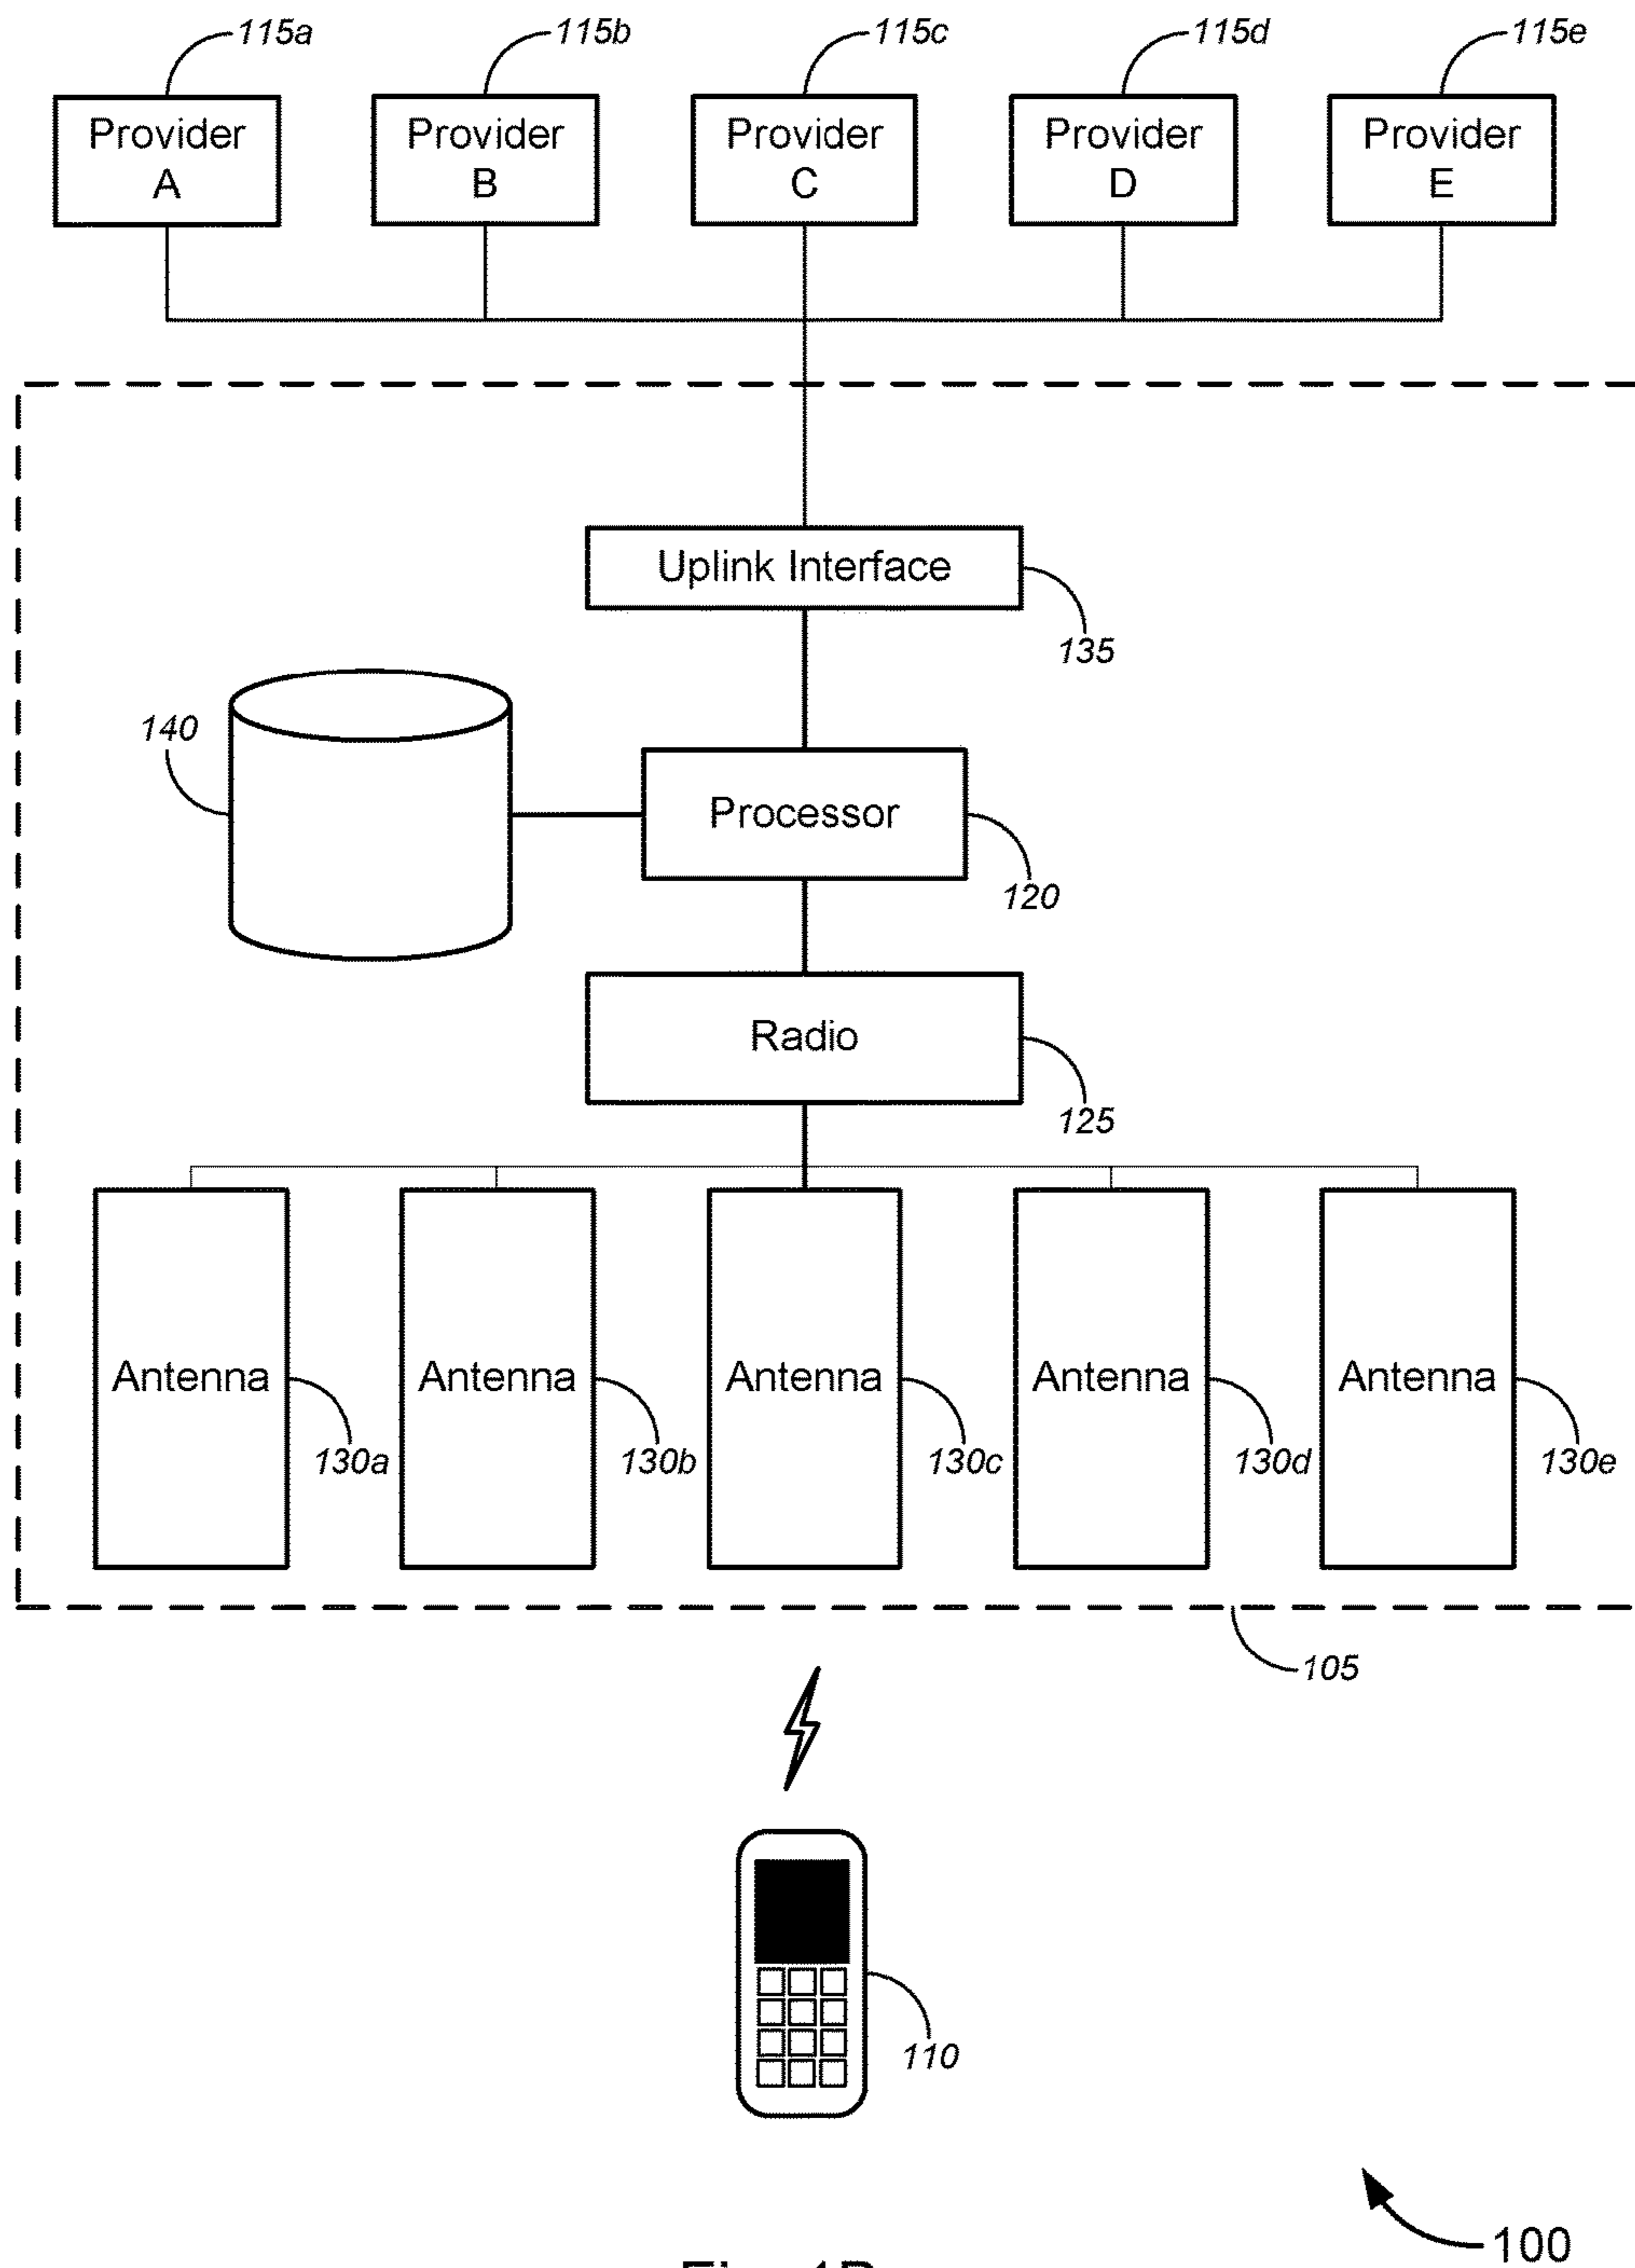 115a 115b 115c 115d 115e
Provider A
Provider B
Provider C
Provider D
Provider E
Uplink Interface
135
140
Processor
120
Radio
125
Antenna Antenna Antenna Antenna Antenna
130a 130b 130c 130d 130e
105
110
100